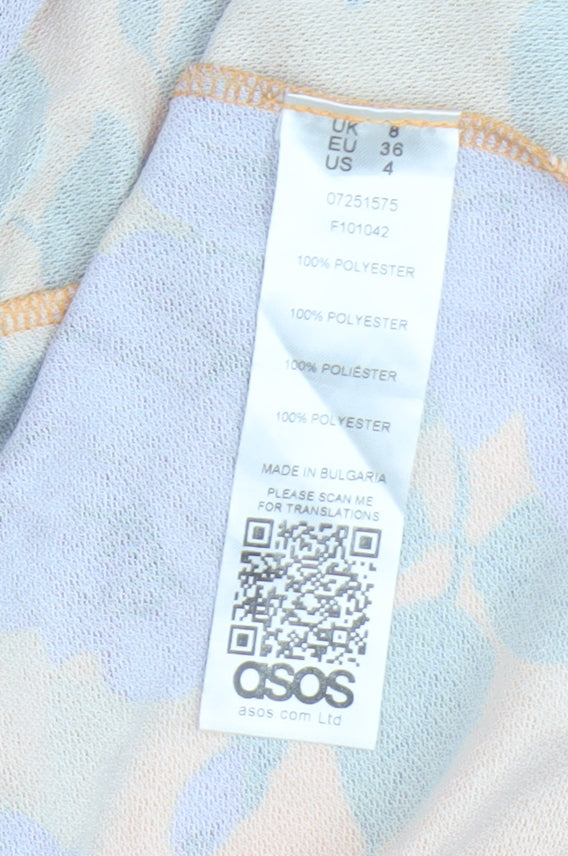 UK 8
EU 36
US 4
07251575
F101042
100% POLYESTER
100% POLYESTER
100% POLIÉSTER
100% POLYESTER
MADE IN BULGARIA
PLEASE SCAN ME
FOR TRANSLATIONS
asos
asos.com Ltd